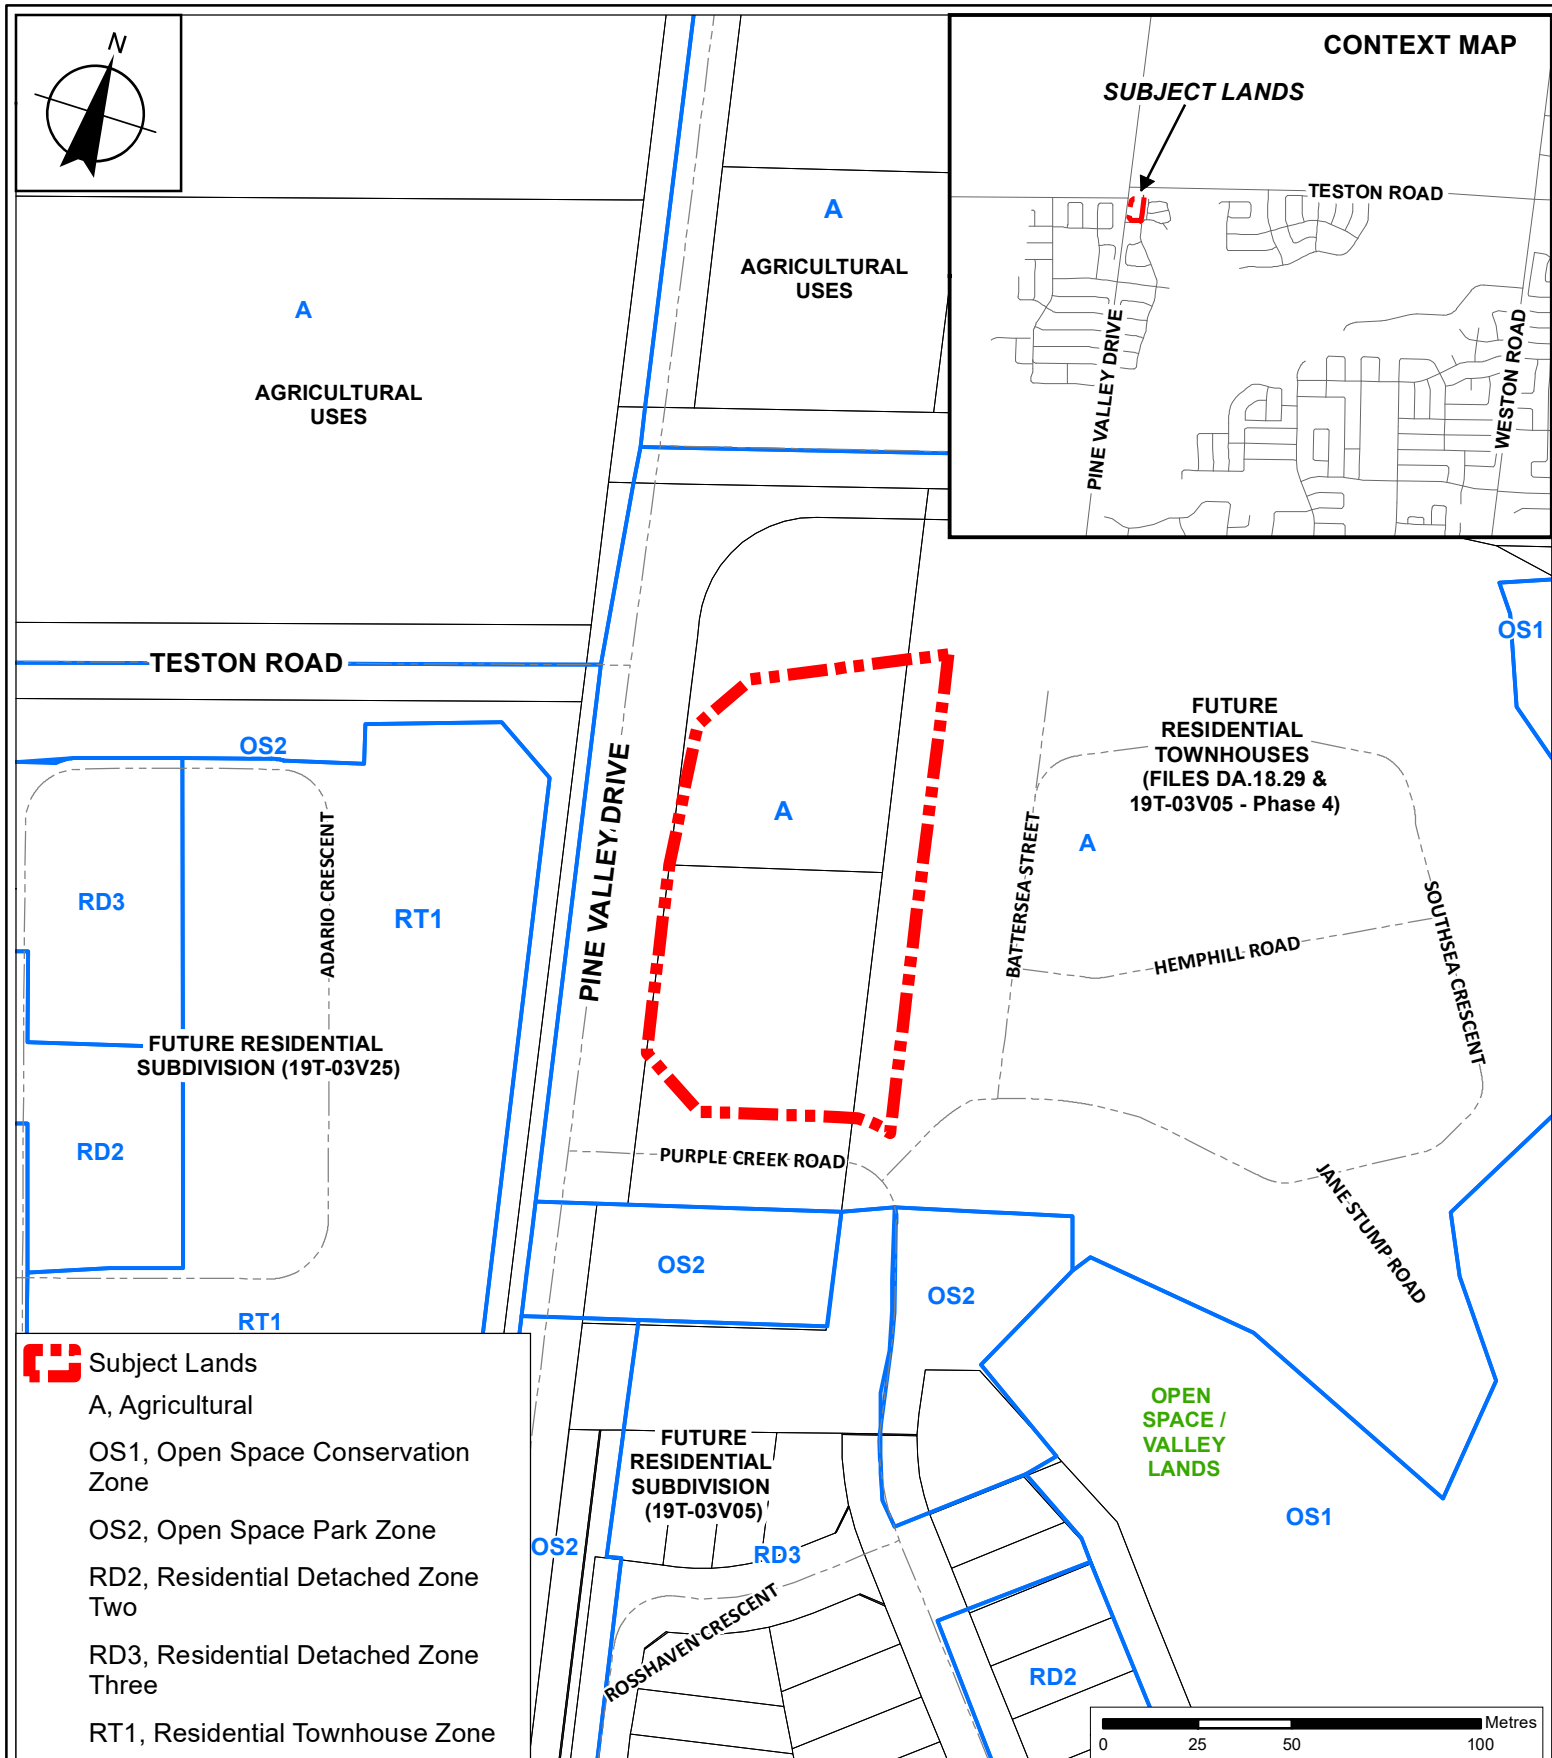 N
CONTEXT MAP
SUBJECT LANDS
TESTON ROAD
PINE VALLEY DRIVE
WESTON ROAD
A
AGRICULTURAL
USES
A
AGRICULTURAL
USES
TESTON ROAD
PINE VALLEY DRIVE
OS1
FUTURE
RESIDENTIAL
TOWNHOUSES
(FILES DA.18.29 &
19T-03V05 - Phase 4)
A
A
OS2
RD3
ADARIO CRESCENT
RT1
BATTERSEA STREET
HEMPHILL ROAD
SOUTHSEA CRESCENT
FUTURE RESIDENTIAL
SUBDIVISION (19T-03V25)
RD2
PURPLE CREEK ROAD
JANE STUMP ROAD
OS2
OS2
RT1
OPEN
SPACE /
VALLEY
LANDS
OS1
FUTURE
RESIDENTIAL
SUBDIVISION
(19T-03V05)
OS2
RD3
ROSSHAVEN CRESCENT
RD2
Subject Lands
A, Agricultural
OS1, Open Space Conservation
Zone
OS2, Open Space Park Zone
RD2, Residential Detached Zone
Two
RD3, Residential Detached Zone
Three
RT1, Residential Townhouse Zone
Metres
0 25 50 100